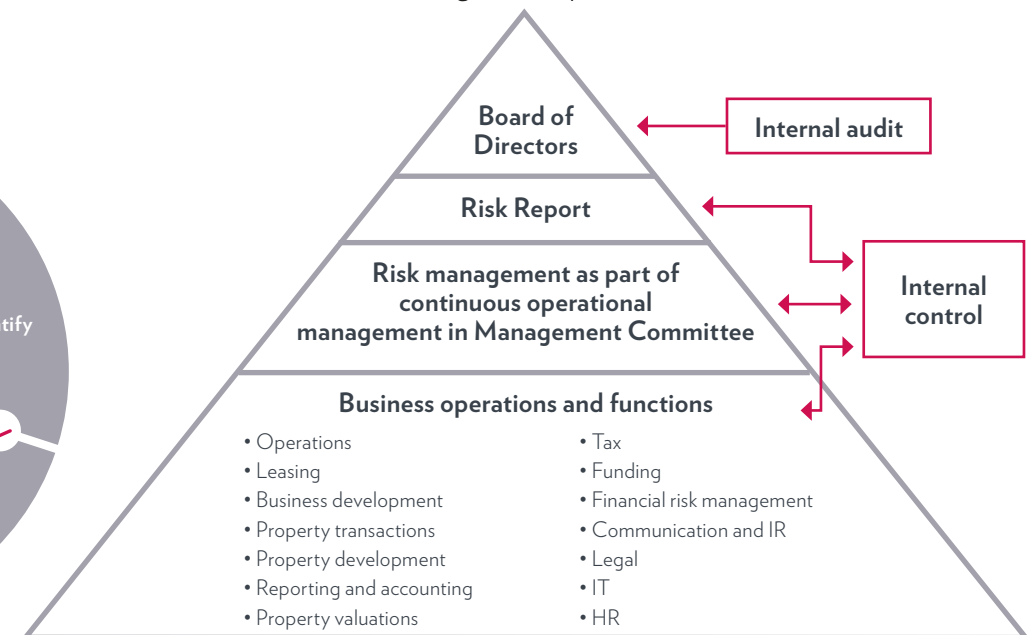 Board of
Directors
Internal audit
Risk Report
Risk management as part of
continuous operational
management in Management Committee
Internal
control
Business operations and functions
• Operations
• Leasing
• Business development
• Property transactions
• Property development
• Reporting and accounting
• Property valuations
• Tax
• Funding
• Financial risk management
• Communication and IR
• Legal
• IT
• HR